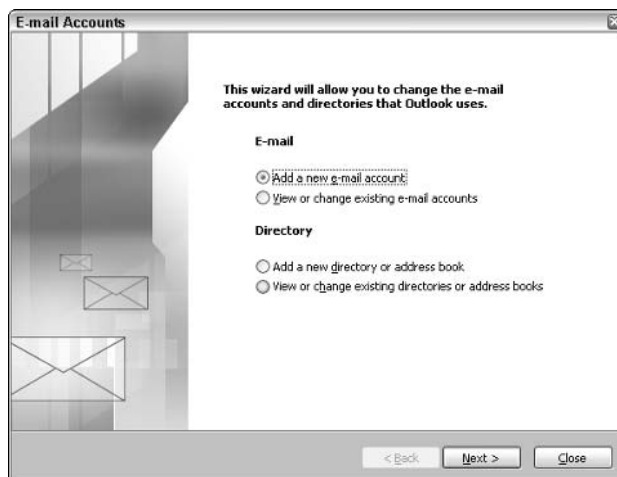 E-mail Accounts
This wizard will allow you to change the e-mail
accounts and directories that Outlook uses.
E-mail
Add a new e-mail account
View or change existing e-mail accounts
Directory
Add a new directory or address book
View or change existing directories or address books
< Back
Next >
Close